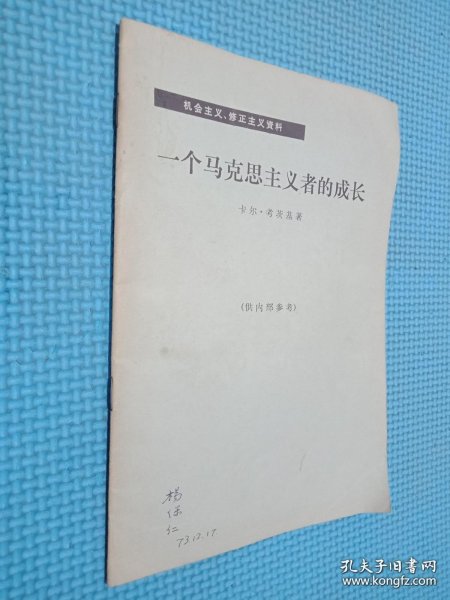 机会主义、修正主义资料
一个马克思主义者的成长
卡尔·考茨基著
(供内部参考)
杨
保
仁
73.12.17.
孔夫子旧书网
www.kongfz.com